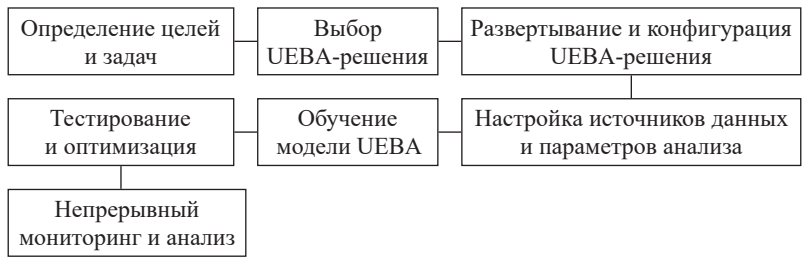 Определение целей
и задач
Выбор
UEBA-решения
Развертывание и конфигурация
UEBA-решения
Настройка источников данных
и параметров анализа
Обучение
модели UEBA
Тестирование
и оптимизация
Непрерывный
мониторинг и анализ